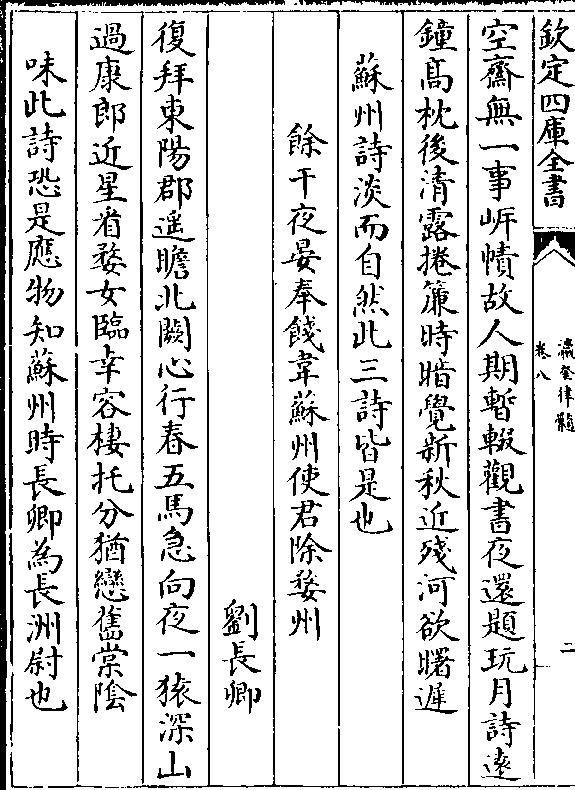 欽定四庫全書
瀛奎律髓
卷八
二
空齋無一事岸幘故人期暫輟觀書夜還題玩月詩遠
鐘髙枕後清露捲簾時暗覺新秋近殘河欲曙遲
蘇州詩淡而自然此三詩皆是也
餘干夜晏奉餞韋蘇州使君除婺州
劉長卿
復拜東陽郡遥瞻北闕心行春五馬急向夜一猿深山
過康郎近星看婺女臨幸容棲托分猶戀舊棠隂
味此詩恐是應物知蘇州時長卿為長洲尉也